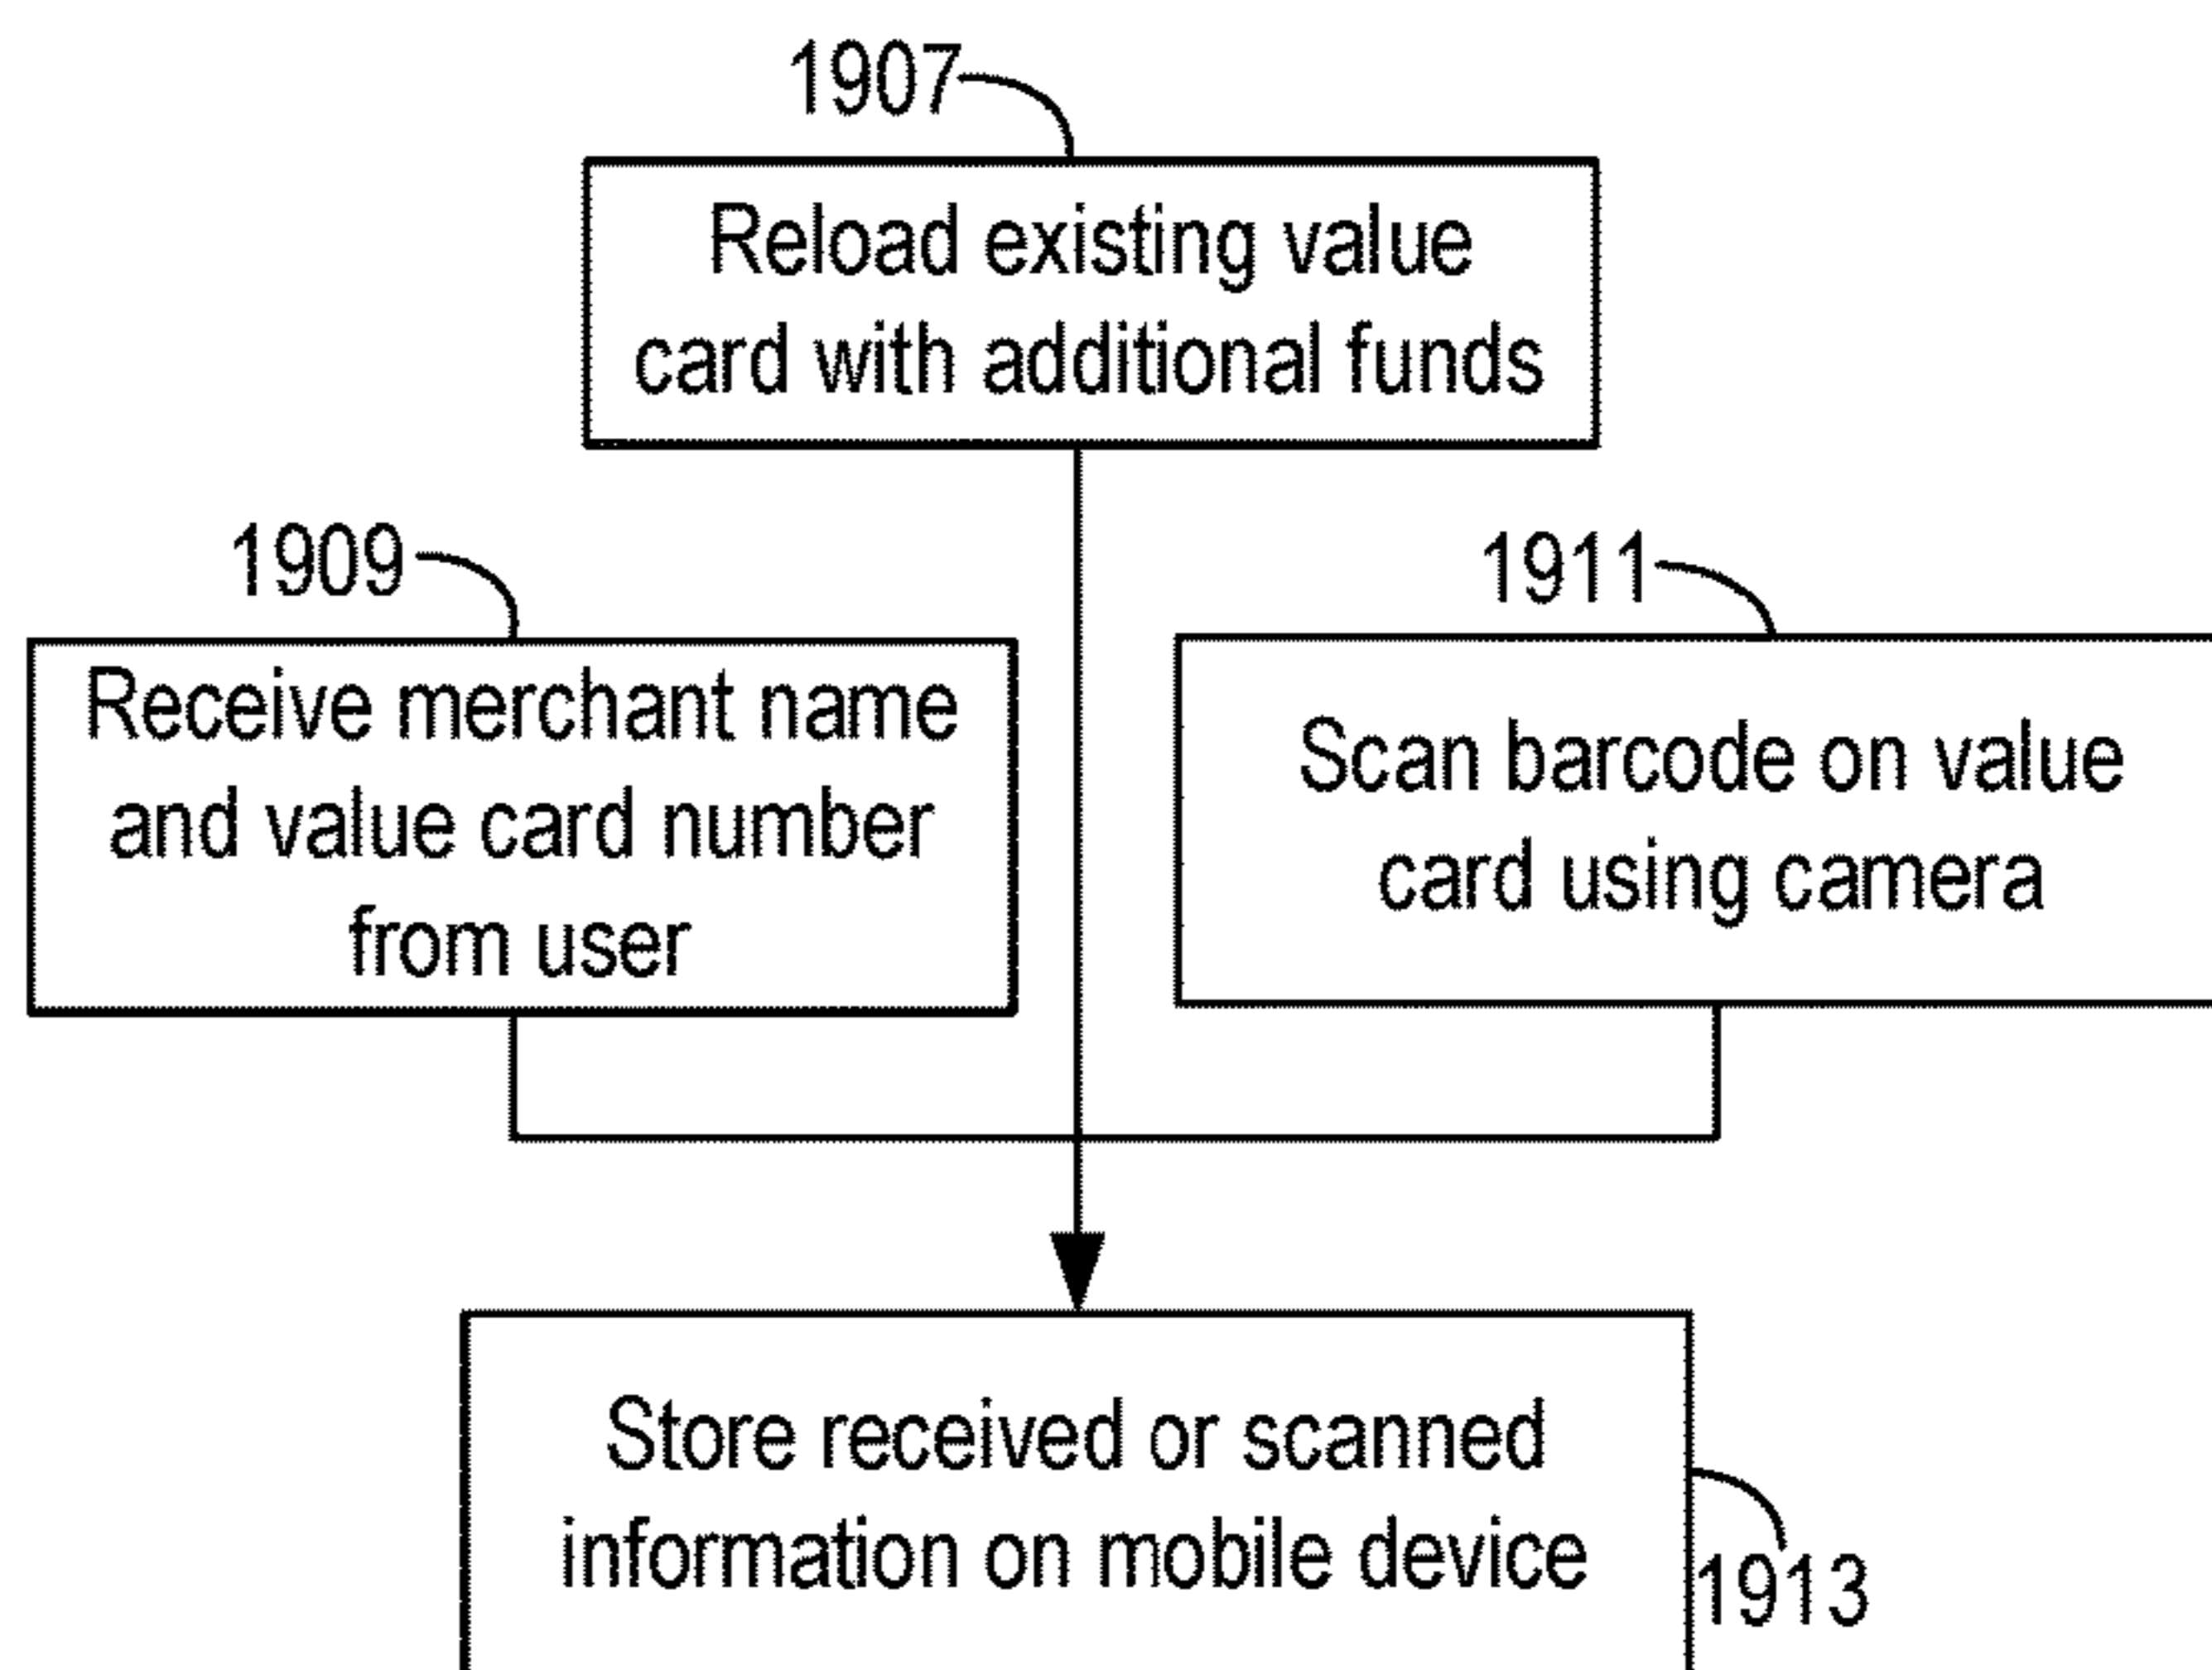 1907
Reload existing value
card with additional funds
1909
Receive merchant name
and value card number
from user
1911
Scan barcode on value
card using camera
Store received or scanned
information on mobile device
1913